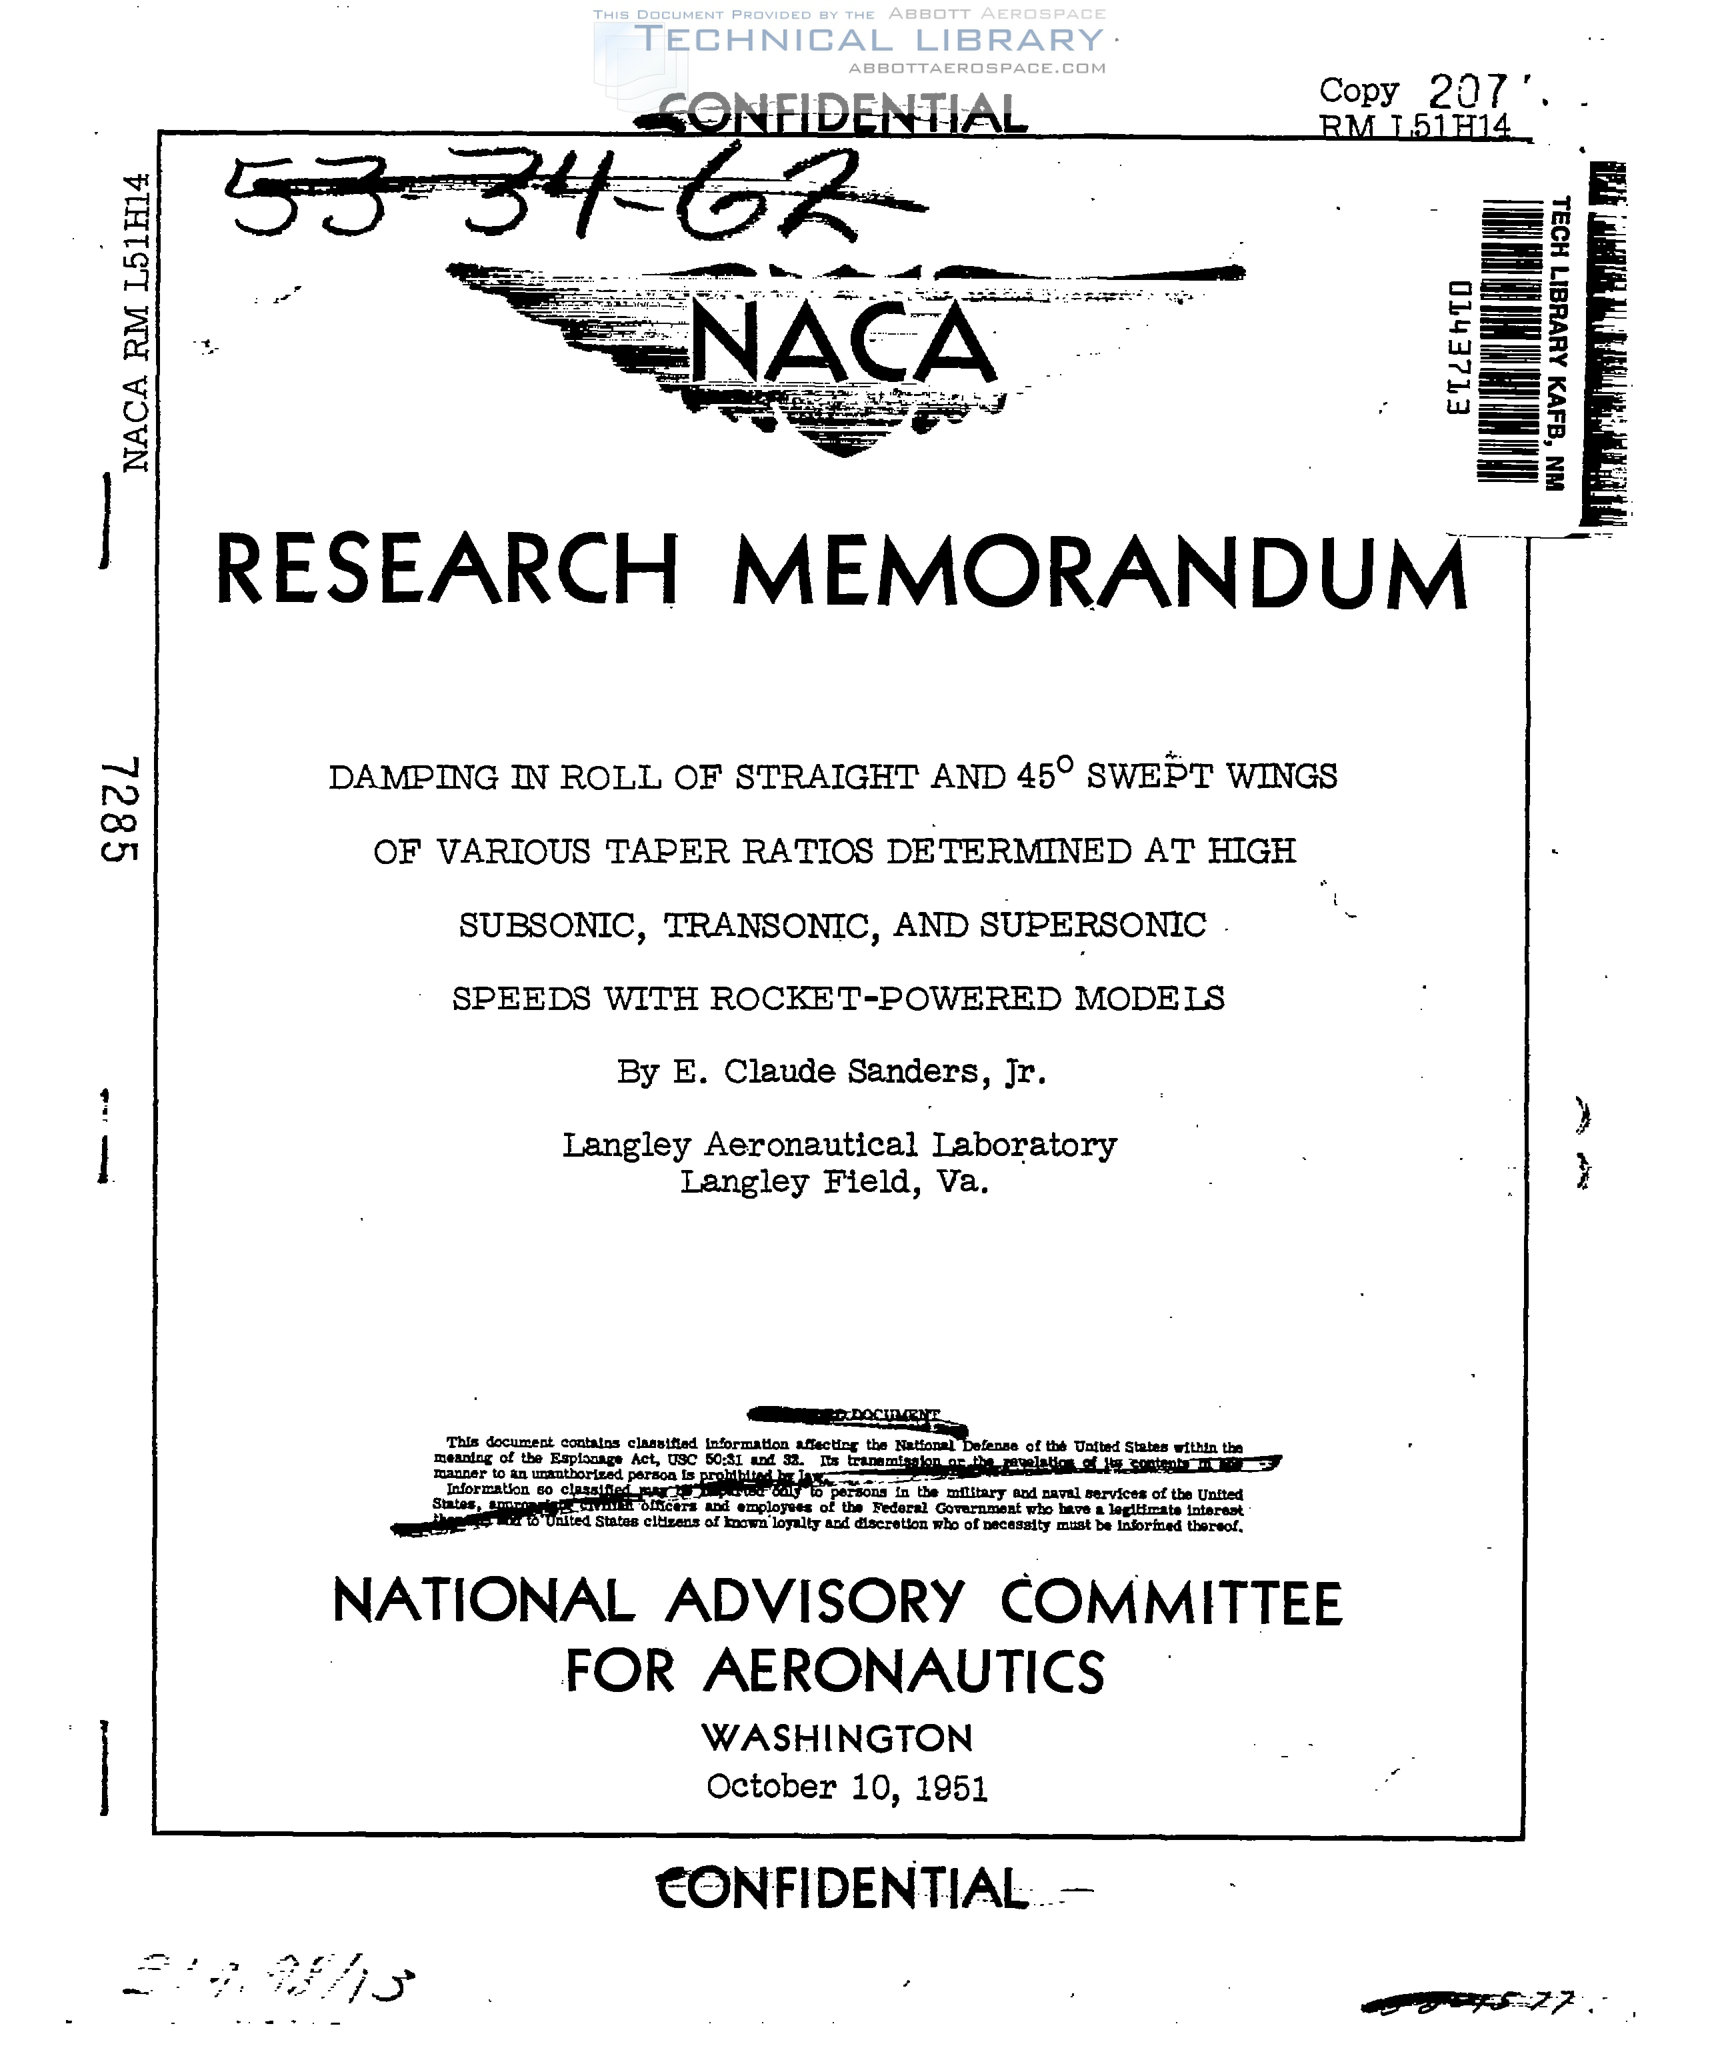 THIS DOCUMENT PROVIDED BY THE ABBOTT AEROSPACE
TECHNICAL LIBRARY
ABBOTTAEROSPACE.COM
CONFIDENTIAL
Copy 207
RM L51H14
53-34-62
NACA RM L51H14
TECH LIBRARY KAFB, NM
0143713
NACA
RESEARCH MEMORANDUM
7285
DAMPING IN ROLL OF STRAIGHT AND 45° SWEPT WINGS
OF VARIOUS TAPER RATIOS DETERMINED AT HIGH
SUBSONIC, TRANSONIC, AND SUPERSONIC
SPEEDS WITH ROCKET-POWERED MODELS
By E. Claude Sanders, Jr.
Langley Aeronautical Laboratory
Langley Field, Va.
DOCUMENT
This document contains classified information affecting the National Defense of the United States within the
meaning of the Espionage Act, USC 50:31 and 32. Its transmission or the revelation of its contents in
manner to an unauthorized person is prohibited by law.
Information so classified may be imparted only to persons in the military and naval services of the United
States, appropriate civilian officers and employees of the Federal Government who have a legitimate interest
and to United States citizens of known loyalty and discretion who of necessity must be informed thereof.
NATIONAL ADVISORY COMMITTEE
FOR AERONAUTICS
WASHINGTON
October 10, 1951
CONFIDENTIAL